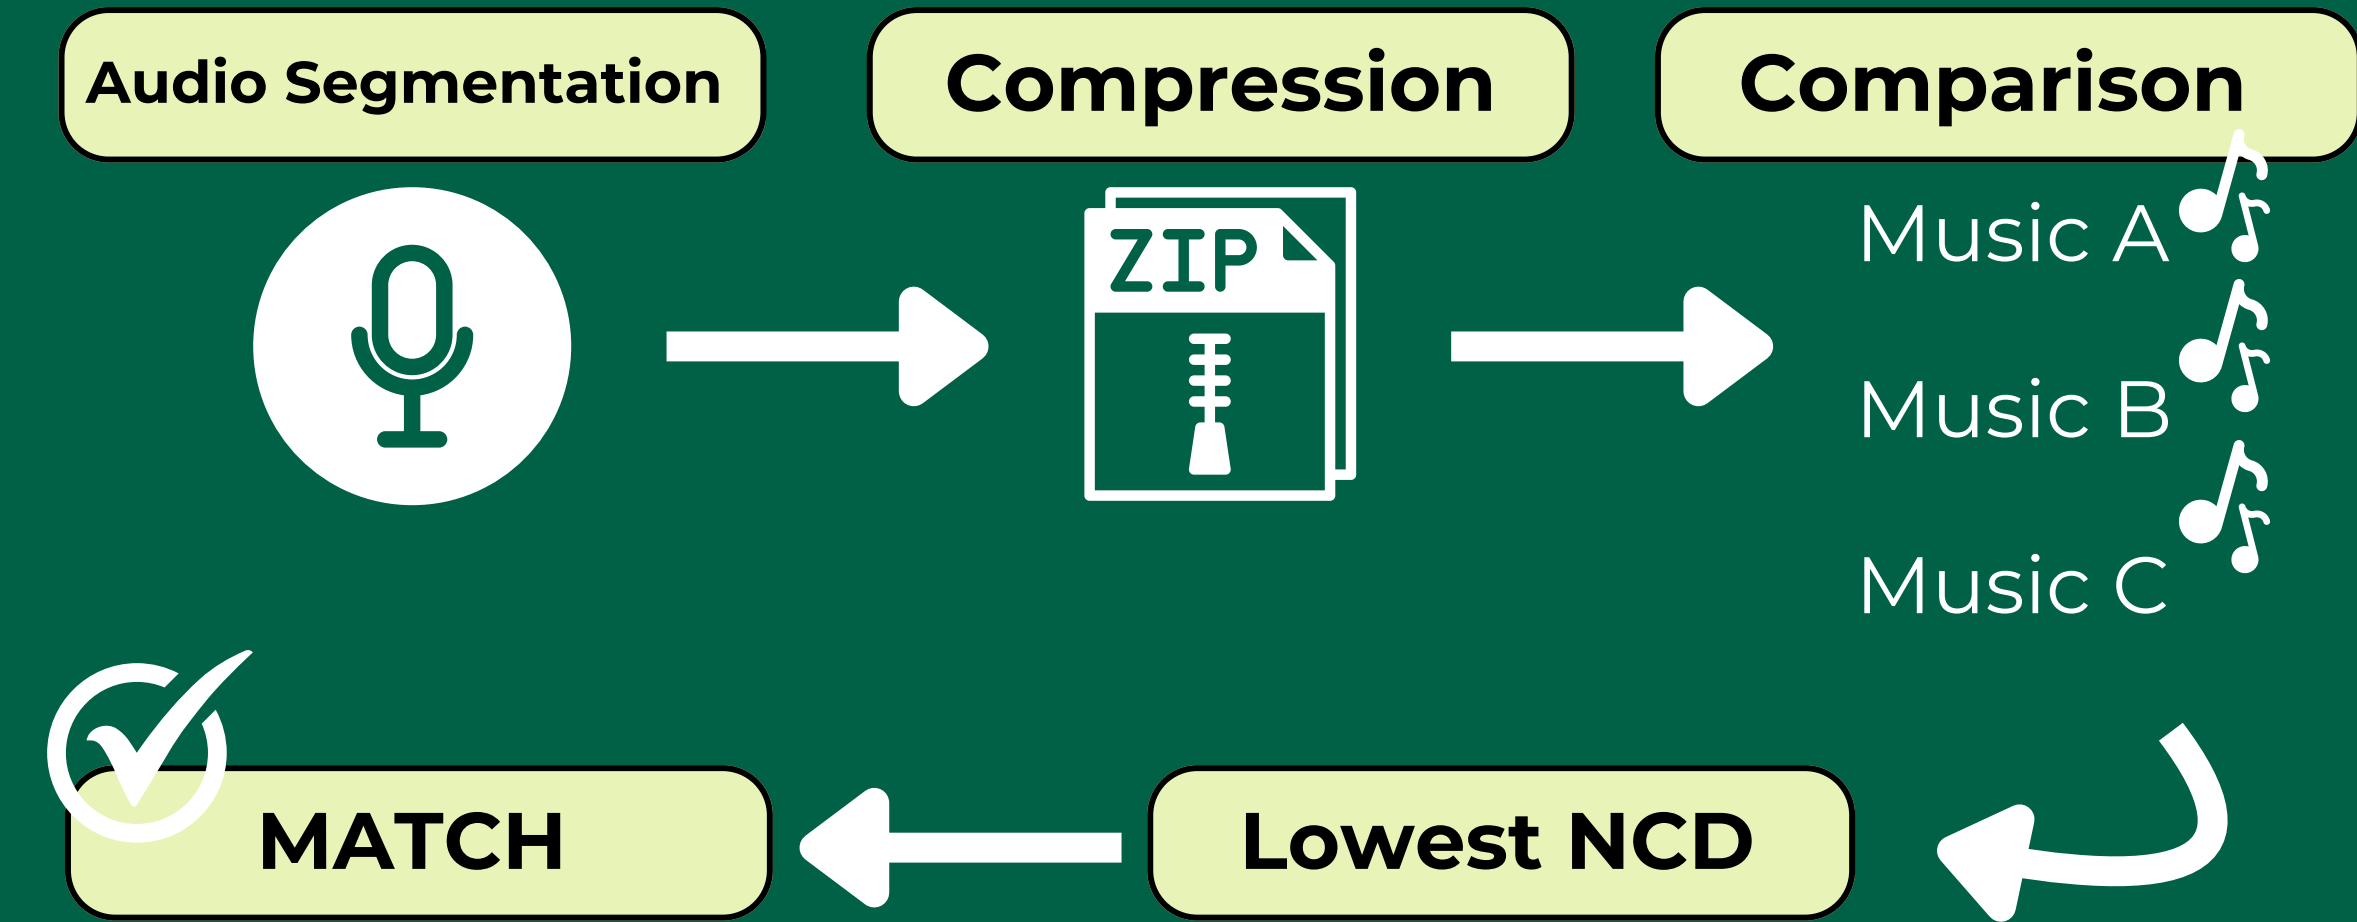 Audio Segmentation
Compression
Comparison
ZIP
Music A
Music B
Music C
MATCH
Lowest NCD